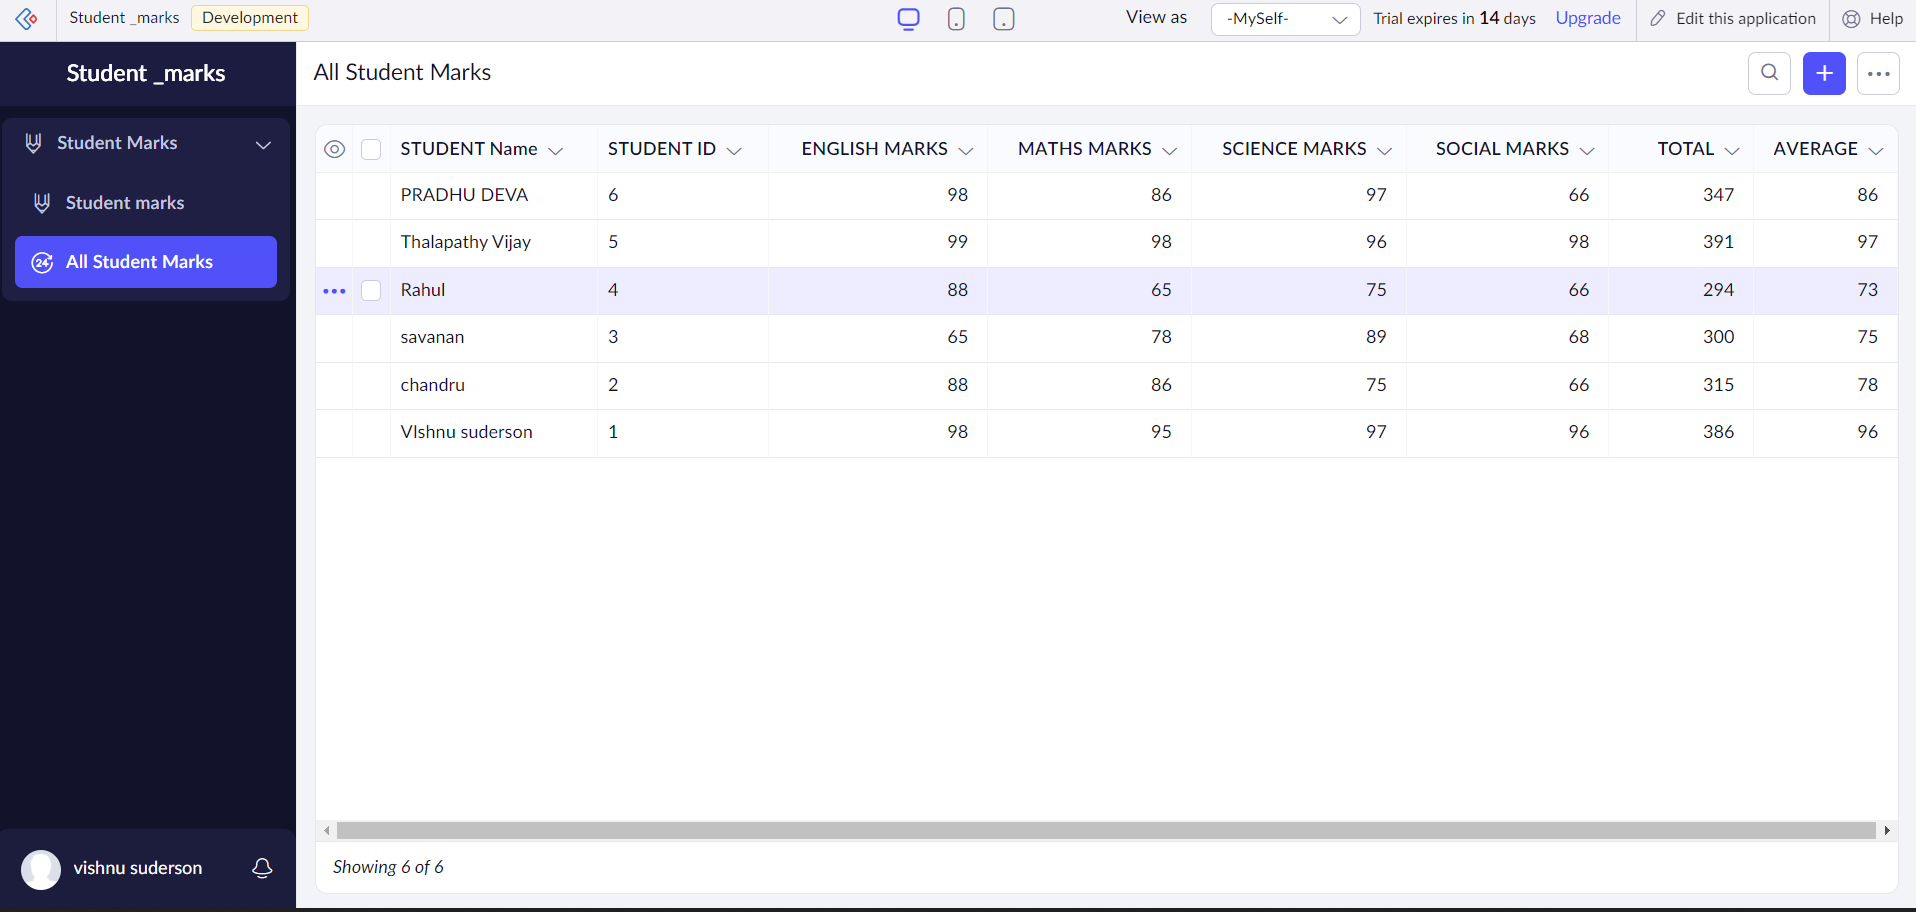 Student _marks Development View as -MySelf- Trial expires in 14 days Upgrade Edit this application Help
Student _marks
All Student Marks
Student Marks
Student marks
All Student Marks
STUDENT Name STUDENT ID ENGLISH MARKS MATHS MARKS SCIENCE MARKS SOCIAL MARKS TOTAL AVERAGE
PRADHU DEVA 6 98 86 97 66 347 86
Thalapathy Vijay 5 99 98 96 98 391 97
Rahul 4 88 65 75 66 294 73
savanan 3 65 78 89 68 300 75
chandru 2 88 86 75 66 315 78
VIshnu suderson 1 98 95 97 96 386 96
Showing 6 of 6
vishnu suderson
24